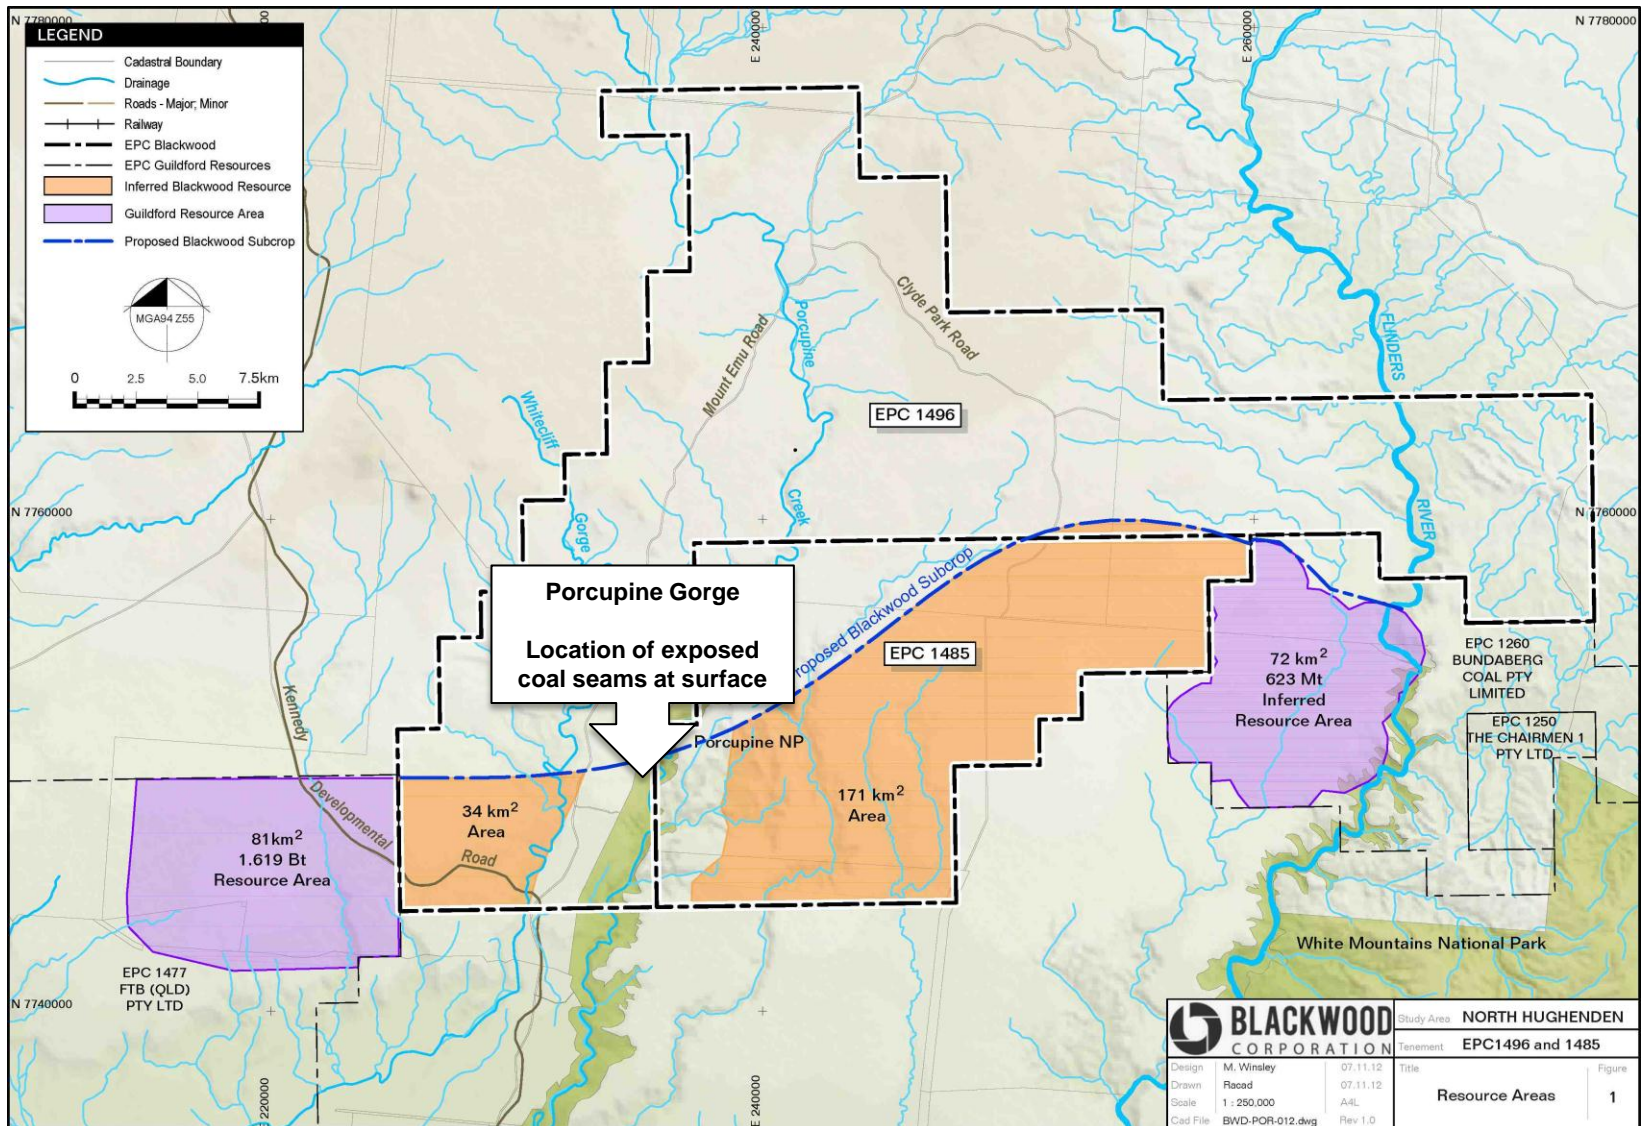 N 7780000
E 240000
E 260000
N 7780000
LEGEND
Cadastral Boundary
Drainage
Roads - Major; Minor
Railway
EPC Blackwood
EPC Guildford Resources
Inferred Blackwood Resource
Guildford Resource Area
Proposed Blackwood Subcrop
MGA94 Z55
0 2.5 5.0 7.5km
Porcupine
Creek
Mount Emu Road
Clyde Park Road
FLINDERS
RIVER
Whitecliff
Gorge
EPC 1496
N 7760000
N 7760000
Porcupine Gorge
Location of exposed
coal seams at surface
roposed Blackwood Subcrop
EPC 1485
Porcupine NP
72 km²
623 Mt
Inferred
Resource Area
EPC 1260
BUNDABERG
COAL PTY
LIMITED
EPC 1250
THE CHAIRMEN 1
PTY LTD
Kennedy
Developmental
Road
34 km²
Area
171 km²
Area
81km²
1.619 Bt
Resource Area
EPC 1477
FTB (QLD)
PTY LTD
White Mountains National Park
N 7740000
E 220000
E 240000
BLACKWOOD
CORPORATION
Study Area NORTH HUGHENDEN
Tenement EPC1496 and 1485
Design M. Winsley 07.11.12
Drawn Racad 07.11.12
Scale 1 : 250,000 A4L
Cad File BWD-POR-012.dwg Rev 1.0
Title
Resource Areas
Figure
1